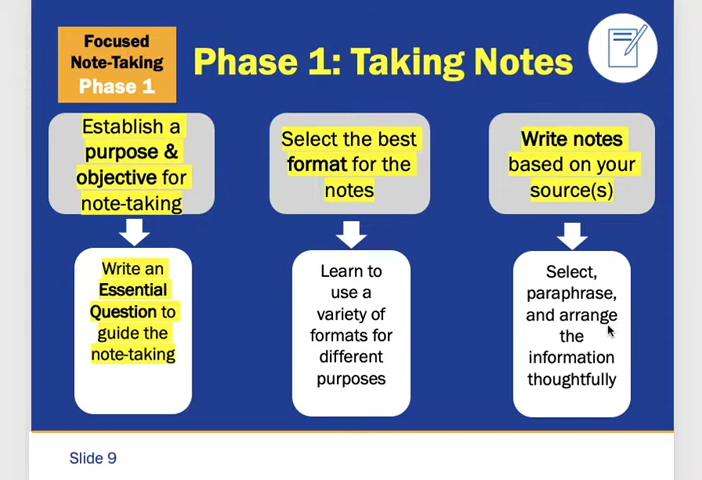 Focused
Note-Taking
Phase 1
Phase 1: Taking Notes
Establish a
purpose &
objective for
note-taking
Select the best
format for the
notes
Write notes
based on your
source(s)
Write an
Essential
Question to
guide the
note-taking
Learn to
use a
variety of
formats for
different
purposes
Select,
paraphrase,
and arrange
the
information
thoughtfully
Slide 9